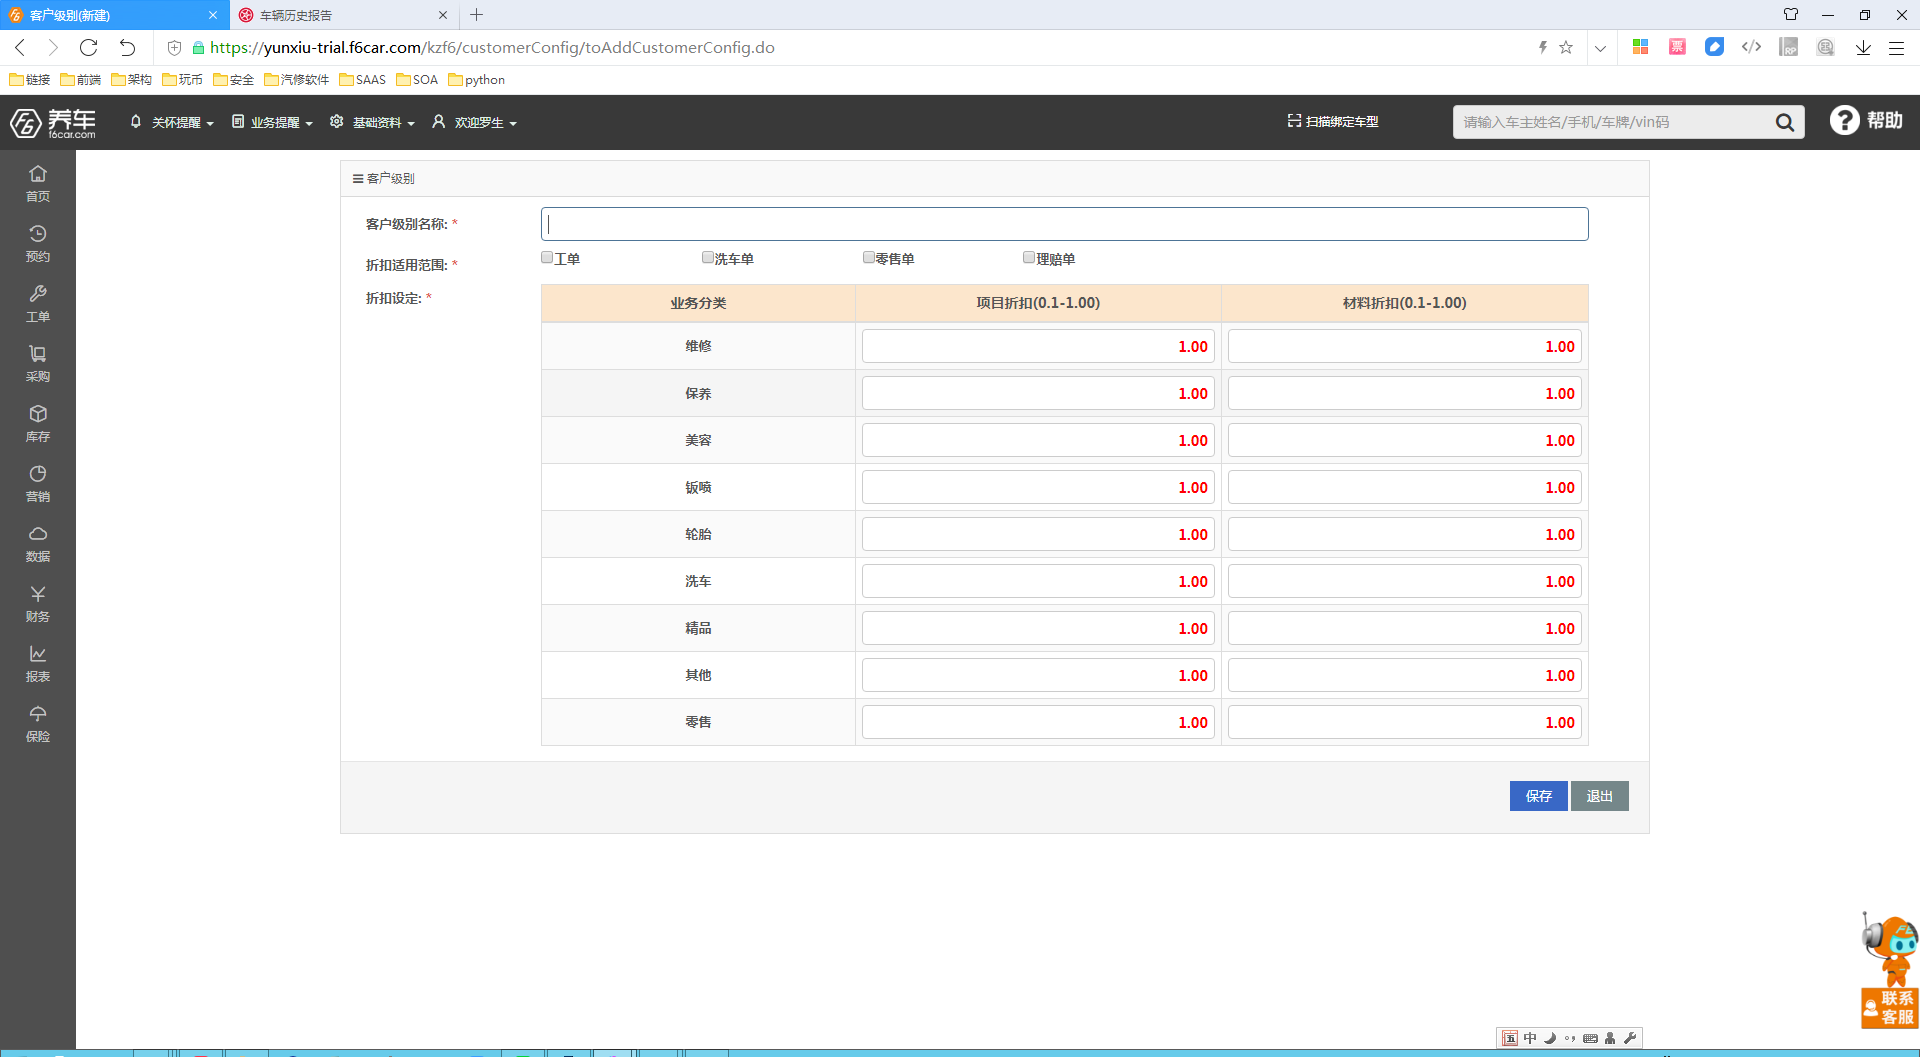 客户级别(新建)
车辆历史报告
https://yunxiu-trial.f6car.com/kzf6/customerConfig/toAddCustomerConfig.do
票
RP
链接 前端 架构 玩币 安全 汽修软件 SAAS SOA python
养车
f6car.com
关怀提醒 业务提醒 基础资料 欢迎罗生
扫描绑定车型
请输入车主姓名/手机/车牌/vin码
帮助
首页
预约
工单
采购
库存
营销
数据
财务
报表
保险
客户级别
客户级别名称: *
折扣适用范围: * 工单 洗车单 零售单 理赔单
折扣设定: *
业务分类 项目折扣(0.1-1.00) 材料折扣(0.1-1.00)
维修 1.00 1.00
保养 1.00 1.00
美容 1.00 1.00
钣喷 1.00 1.00
轮胎 1.00 1.00
洗车 1.00 1.00
精品 1.00 1.00
其他 1.00 1.00
零售 1.00 1.00
保存 退出
联系
客服
五 中